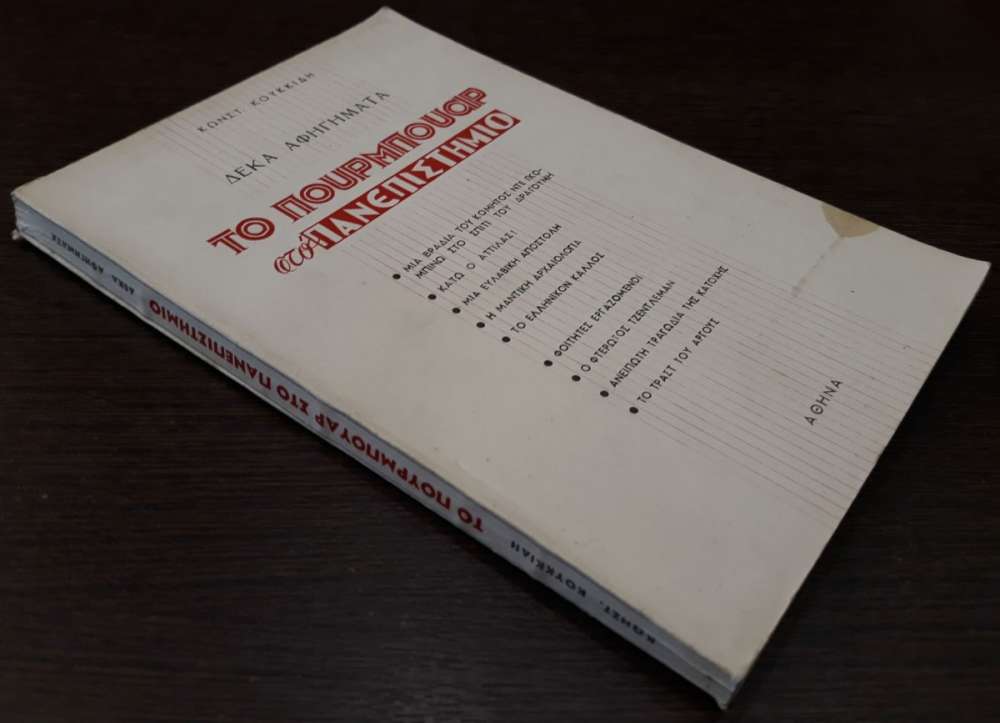 ΚΩΝΣΤ. ΚΟΥΚΚΙΔΗ
ΔΕΚΑ ΑΦΗΓΗΜΑΤΑ
ΤΟ ΠΟΥΡΜΠΟΥΑΡ
στο ΠΑΝΕΠΙΣΤΗΜΙΟ
● ΜΙΑ ΒΡΑΔΙΑ ΤΟΥ ΚΟΜΗΤΟΣ ΝΤΕ ΓΚΟ-
ΜΠΙΝΩ ΣΤΟ ΣΠΙΤΙ ΤΟΥ ΔΡΑΓΟΥΜΗ
● ΚΑΤΩ Ο ΑΤΤΙΛΑΣ!
● ΜΙΑ ΕΥΛΑΒΙΚΗ ΑΠΟΣΤΟΛΗ
● Η ΜΑΝΤΙΚΗ ΑΡΧΑΙΟΛΟΓΙΑ
● ΤΟ ΕΛΛΗΝΙΚΟΝ ΚΑΛΛΟΣ
● ΦΟΙΤΗΤΕΣ ΕΡΓΑΖΟΜΕΝΟΙ
● Ο ΦΤΕΡΩΤΟΣ ΤΖΕΝΤΛΕΜΑΝ
● ΑΝΕΙΠΩΤΗ ΤΡΑΓΩΔΙΑ ΤΗΣ ΚΑΤΟΧΗΣ
● ΤΟ ΤΡΑΣΤ ΤΟΥ ΑΡΓΟΥΣ
ΑΘΗΝΑ
ΚΩΝΣΤ. ΚΟΥΚΚΙΔΗ ΤΟ ΠΟΥΡΜΠΟΥΑΡ ΣΤΟ ΠΑΝΕΠΙΣΤΗΜΙΟ ΔΕΚΑ ΑΦΗΓΗΜΑΤΑ